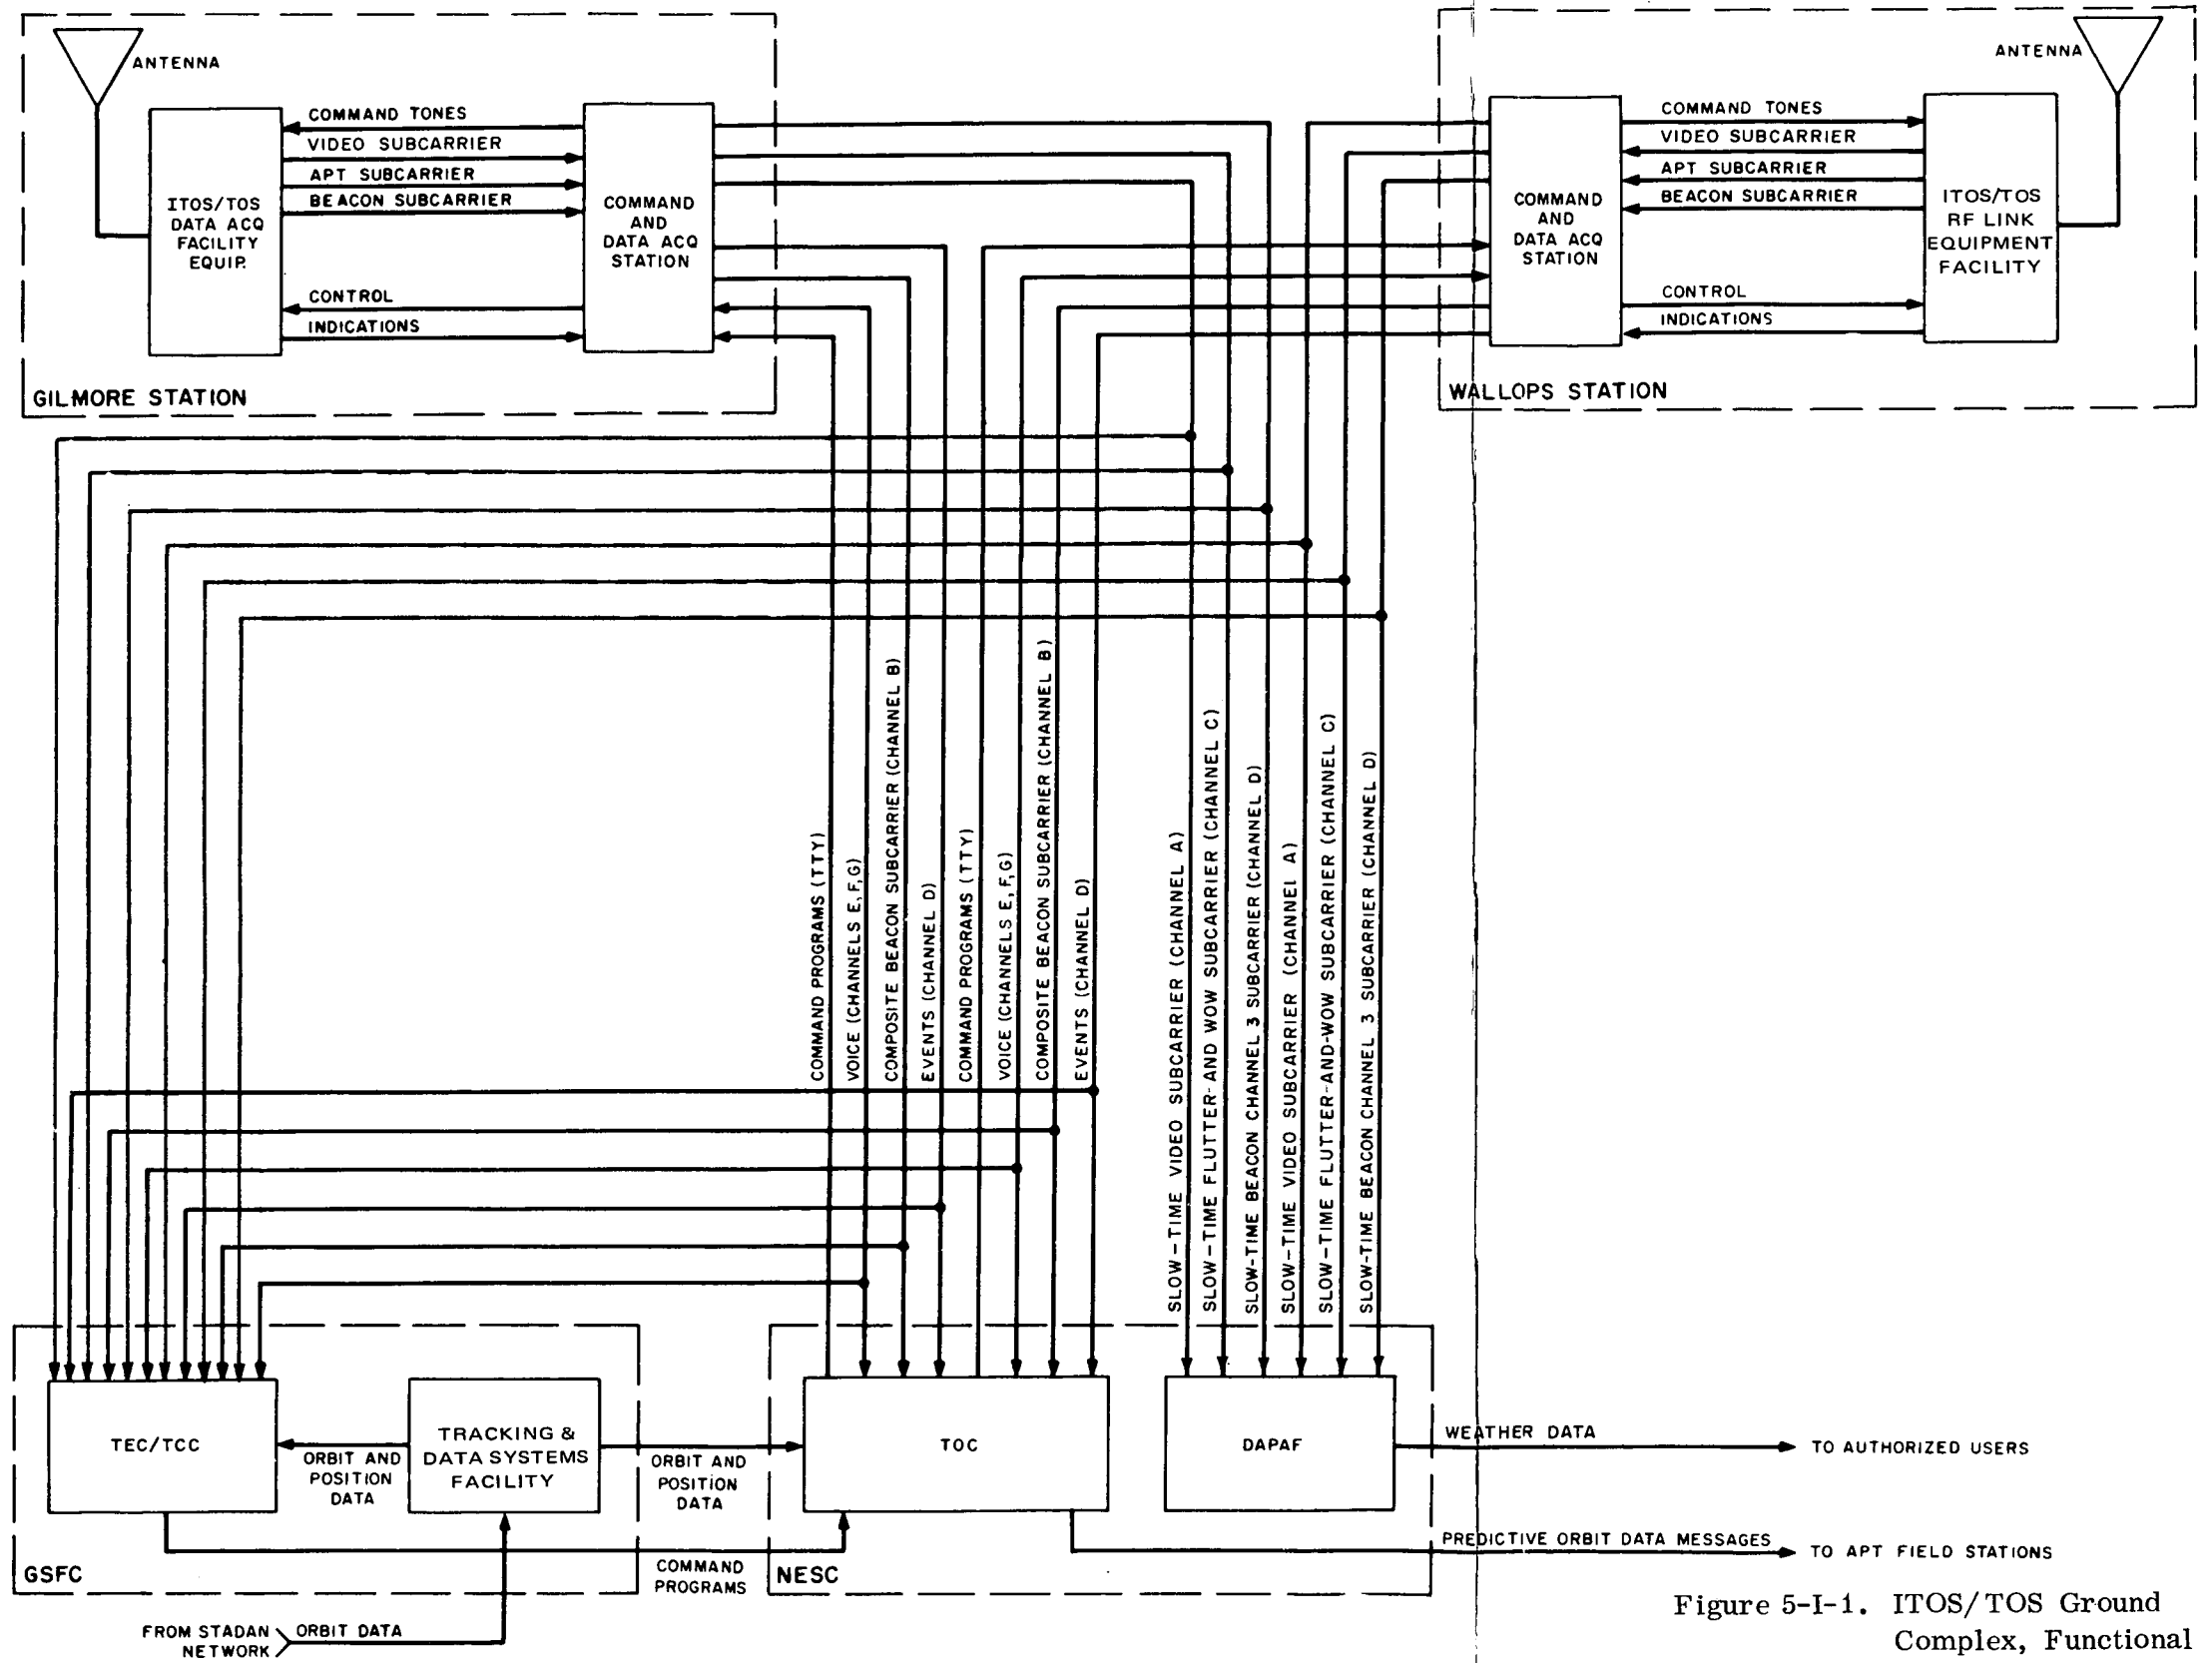 ANTENNA
COMMAND TONES
VIDEO SUBCARRIER
APT SUBCARRIER
BEACON SUBCARRIER
ITOS/TOS
DATA ACQ
FACILITY
EQUIP.
COMMAND
AND
DATA ACQ
STATION
CONTROL
INDICATIONS
GILMORE STATION
ANTENNA
COMMAND TONES
VIDEO SUBCARRIER
APT SUBCARRIER
BEACON SUBCARRIER
COMMAND
AND
DATA ACQ
STATION
ITOS/TOS
RF LINK
EQUIPMENT
FACILITY
CONTROL
INDICATIONS
WALLOPS STATION
COMMAND PROGRAMS (TTY)
VOICE (CHANNELS E,F,G)
COMPOSITE BEACON SUBCARRIER (CHANNEL B)
EVENTS (CHANNEL D)
COMMAND PROGRAMS (TTY)
VOICE (CHANNELS E,F,G)
COMPOSITE BEACON SUBCARRIER (CHANNEL B)
EVENTS (CHANNEL D)
SLOW-TIME VIDEO SUBCARRIER (CHANNEL A)
SLOW-TIME FLUTTER-AND WOW SUBCARRIER (CHANNEL C)
SLOW-TIME BEACON CHANNEL 3 SUBCARRIER (CHANNEL D)
SLOW-TIME VIDEO SUBCARRIER (CHANNEL A)
SLOW-TIME FLUTTER-AND-WOW SUBCARRIER (CHANNEL C)
SLOW-TIME BEACON CHANNEL 3 SUBCARRIER (CHANNEL D)
TEC/TCC
ORBIT AND
POSITION
DATA
TRACKING &
DATA SYSTEMS
FACILITY
ORBIT AND
POSITION
DATA
TOC
DAPAF
WEATHER DATA
TO AUTHORIZED USERS
PREDICTIVE ORBIT DATA MESSAGES
TO APT FIELD STATIONS
GSFC
COMMAND
PROGRAMS
NESC
FROM STADAN
NETWORK
ORBIT DATA
Figure 5-I-1. ITOS/TOS Ground
Complex, Functional